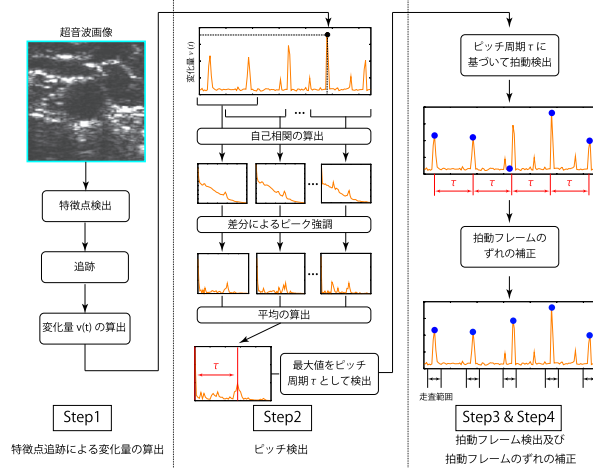 超音波画像
特徴点検出
追跡
変化量 v(t) の算出
Step1
特徴点追跡による変化量の算出
変化量 v (t)
...
自己相関の算出
...
差分によるピーク強調
...
平均の算出
τ
最大値をピッチ
周期 τ として検出
Step2
ピッチ検出
ピッチ周期 τ に
基づいて拍動検出
τ τ τ τ
拍動フレームの
ずれの補正
走査範囲
Step3 & Step4
拍動フレーム検出及び
拍動フレームのずれの補正